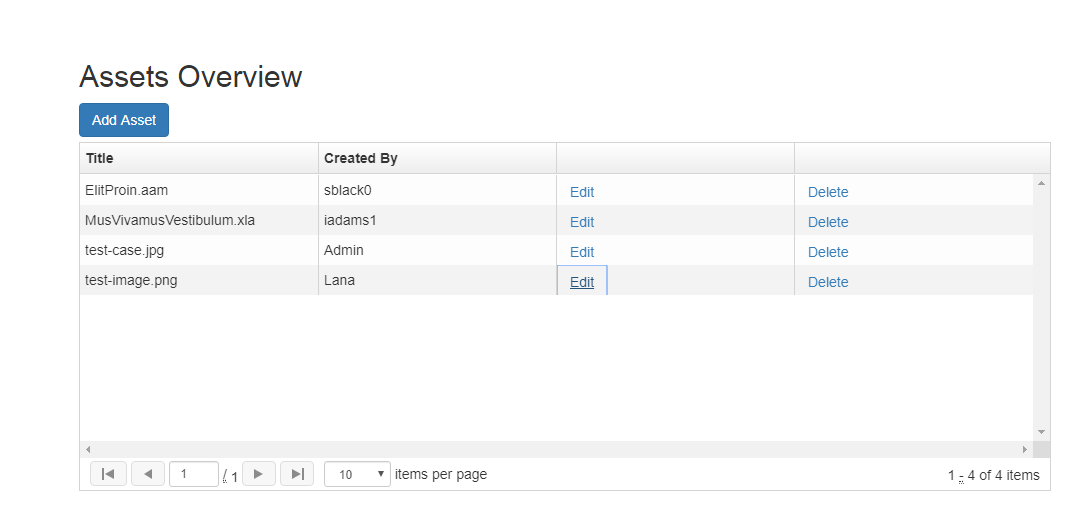 Assets Overview
Add Asset
Title Created By
ElitProin.aam sblack0 Edit Delete
MusVivamusVestibulum.xla iadams1 Edit Delete
test-case.jpg Admin Edit Delete
test-image.png Lana Edit Delete
1 / 1 10 items per page 1 - 4 of 4 items